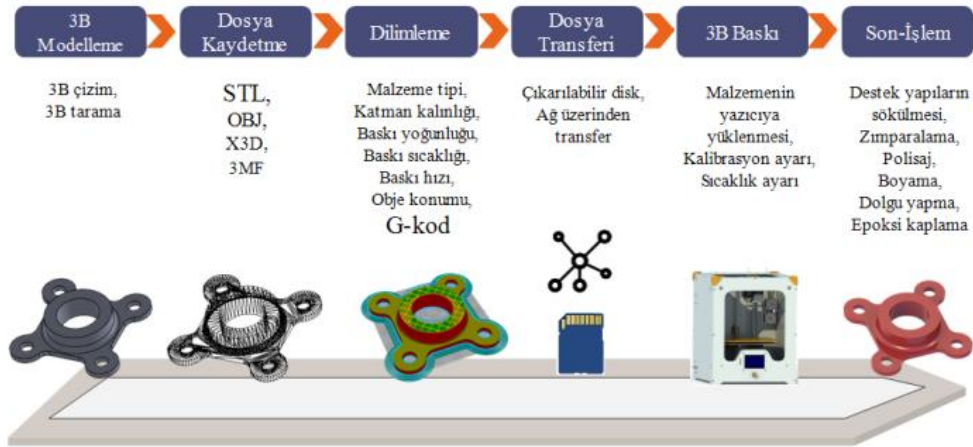 3B
Modelleme
Dosya
Kaydetme
Dilimleme
Dosya
Transferi
3B Baskı
Son-İşlem
3B çizim,
3B tarama
STL,
OBJ,
X3D,
3MF
Malzeme tipi,
Katman kalınlığı,
Baskı yoğunluğu,
Baskı sıcaklığı,
Baskı hızı,
Obje konumu,
G-kod
Çıkarılabilir disk,
Ağ üzerinden
transfer
Malzemenin
yazıcıya
yüklenmesi,
Kalibrasyon ayarı,
Sıcaklık ayarı
Destek yapıların
sökülmesi,
Zımparalama,
Polisaj,
Boyama,
Dolgu yapma,
Epoksi kaplama